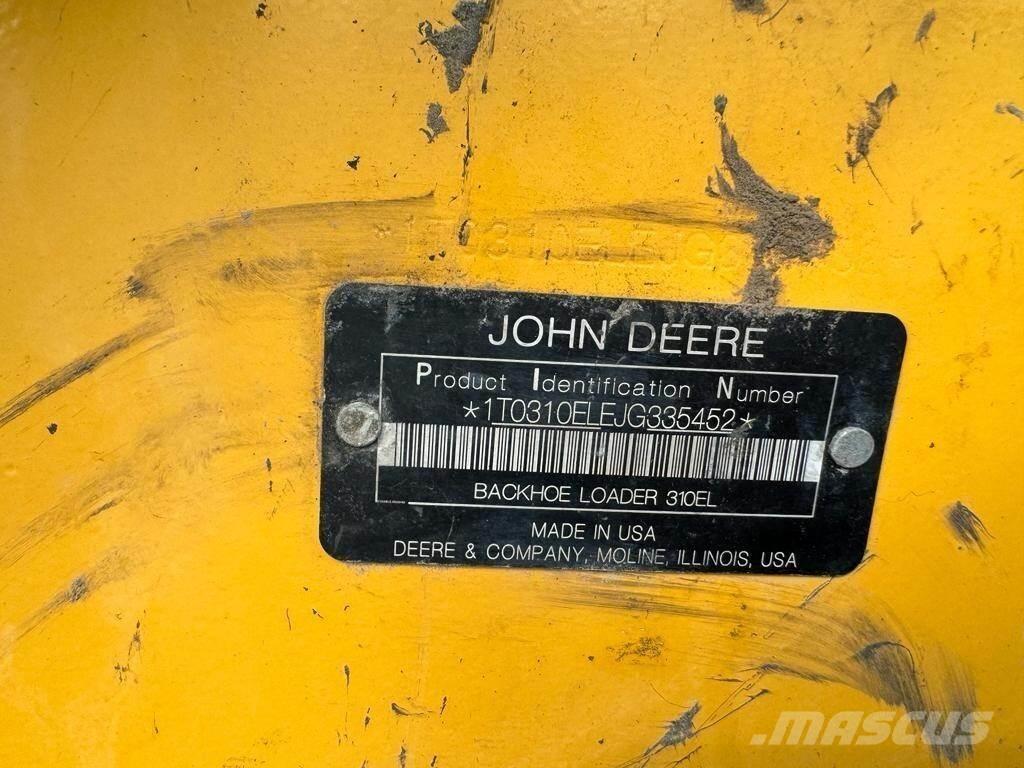 JOHN DEERE
Product Identification Number
*1T0310ELEJG335452*
BACKHOE LOADER 310EL
MADE IN USA
DEERE & COMPANY, MOLINE, ILLINOIS, USA
MASCUS